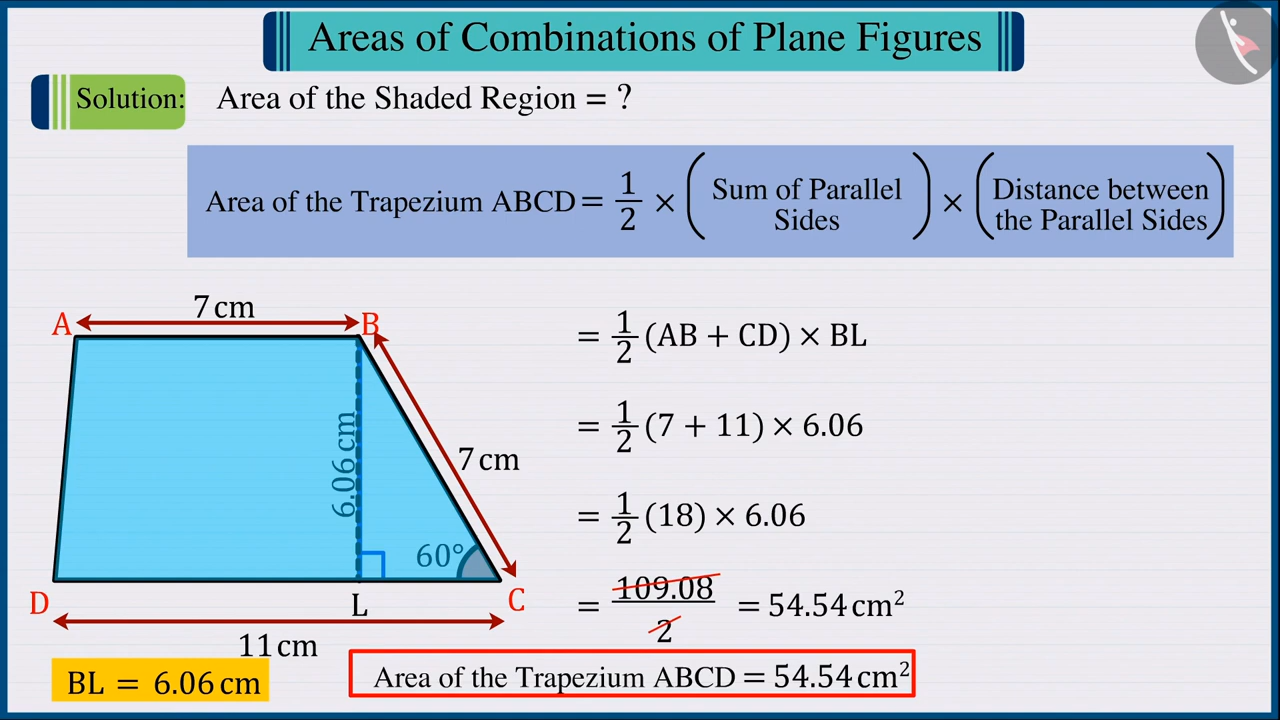 Areas of Combinations of Plane Figures
Solution: Area of the Shaded Region = ?
Area of the Trapezium ABCD = 1/2 × (Sum of Parallel Sides) × (Distance between the Parallel Sides)
7 cm
A B
6.06 cm
7 cm
60°
D L C
11 cm
BL = 6.06 cm
= 1/2 (AB + CD) × BL
= 1/2 (7 + 11) × 6.06
= 1/2 (18) × 6.06
= 109.08/2 = 54.54 cm²
Area of the Trapezium ABCD = 54.54 cm²